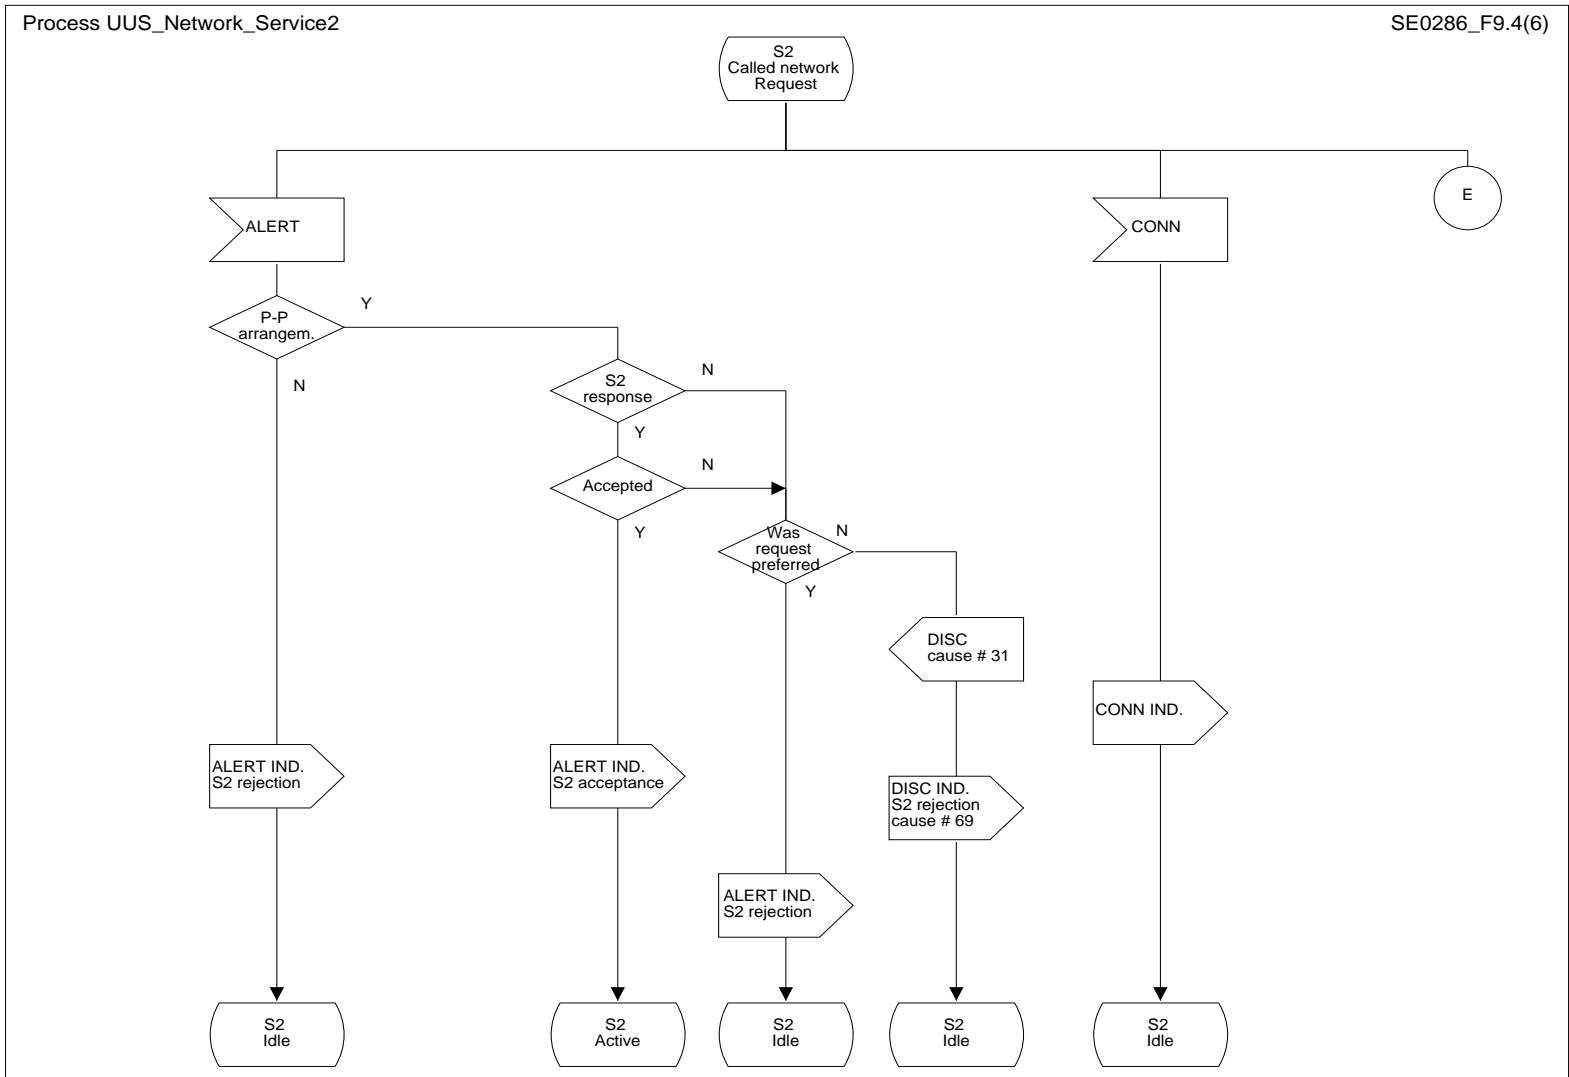 Process UUS_Network_Service2
SE0286_F9.4(6)
S2
Called network
Request
E
ALERT
CONN
P-P
arrangem.
Y
N
S2
response
N
Y
Accepted
N
Y
Was
request
preferred
N
Y
DISC
cause # 31
CONN IND.
ALERT IND.
S2 rejection
ALERT IND.
S2 acceptance
DISC IND.
S2 rejection
cause # 69
ALERT IND.
S2 rejection
S2
Idle
S2
Active
S2
Idle
S2
Idle
S2
Idle